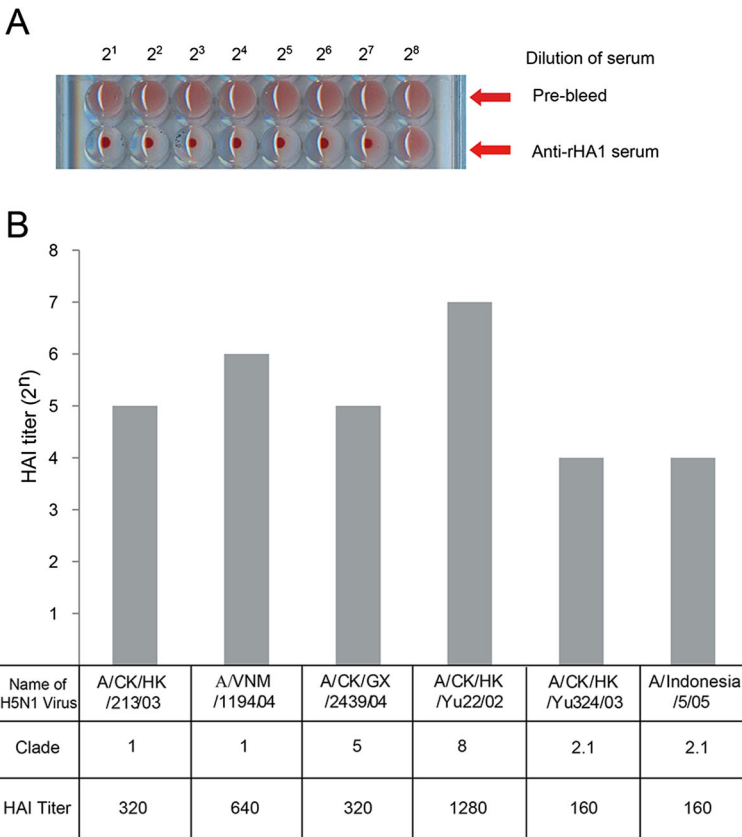 A
2¹ 2² 2³ 2⁴ 2⁵ 2⁶ 2⁷ 2⁸ Dilution of serum
Pre-bleed
Anti-rHA1 serum
B
8
7
6
5
4
3
2
1
HAI titer (2ⁿ)
Name of H5N1 Virus A/CK/HK /213/03 A/VNM /1194.04 A/CK/GX /2439/04 A/CK/HK /Yu22/02 A/CK/HK /Yu324/03 A/Indonesia /5/05
Clade 1 1 5 8 2.1 2.1
HAI Titer 320 640 320 1280 160 160